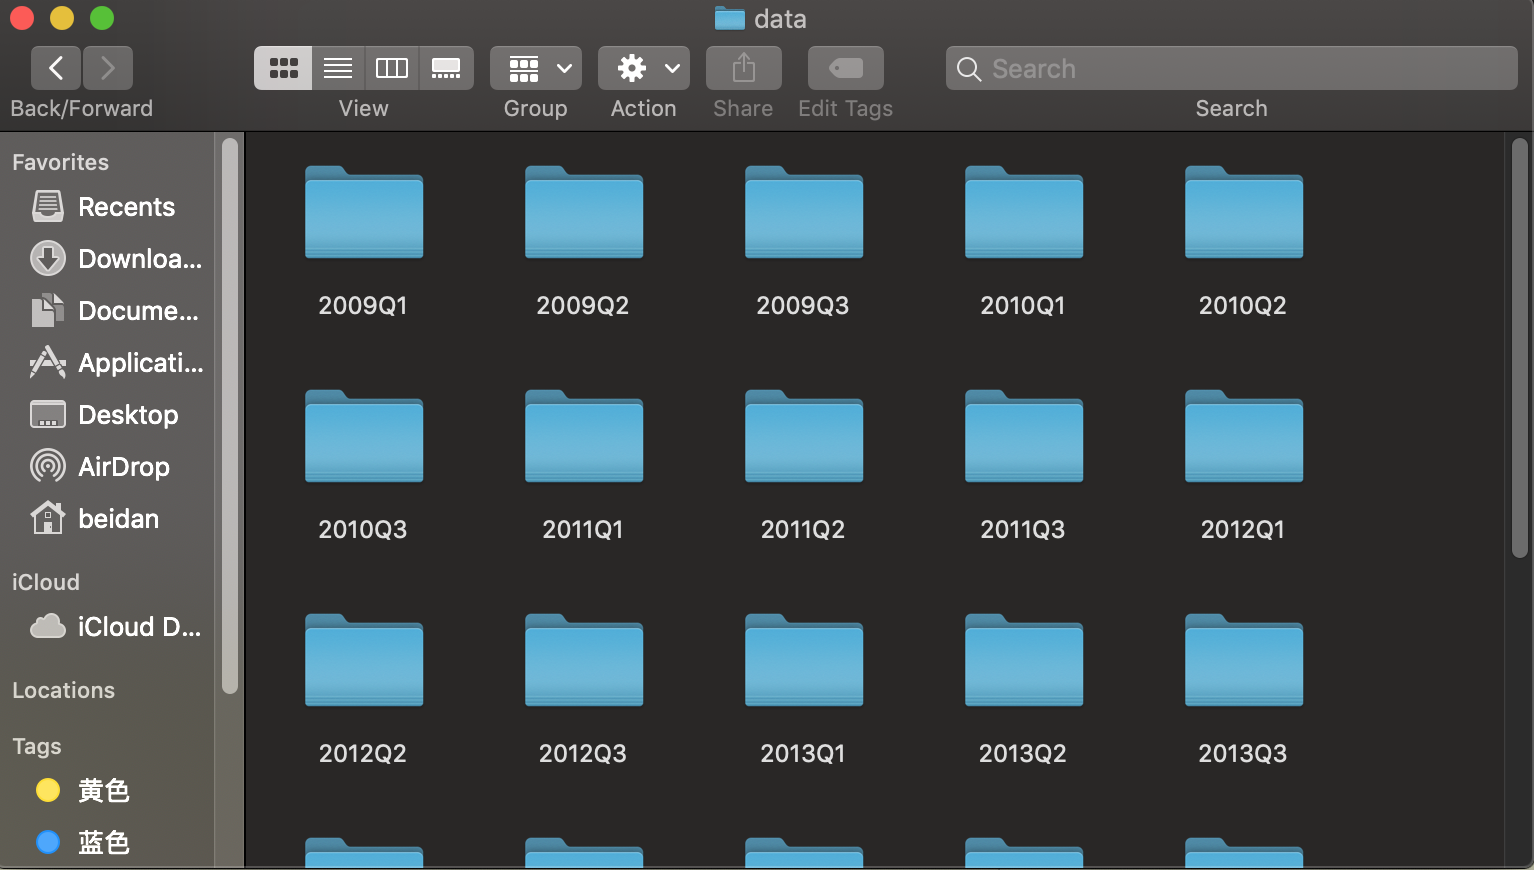 data
Search
Back/Forward
View
Group
Action
Share
Edit Tags
Search
Favorites
Recents
Downloa...
Docume...
Applicati...
Desktop
AirDrop
beidan
iCloud
iCloud D...
Locations
Tags
黄色
蓝色
2009Q1 2009Q2 2009Q3 2010Q1 2010Q2
2010Q3 2011Q1 2011Q2 2011Q3 2012Q1
2012Q2 2012Q3 2013Q1 2013Q2 2013Q3